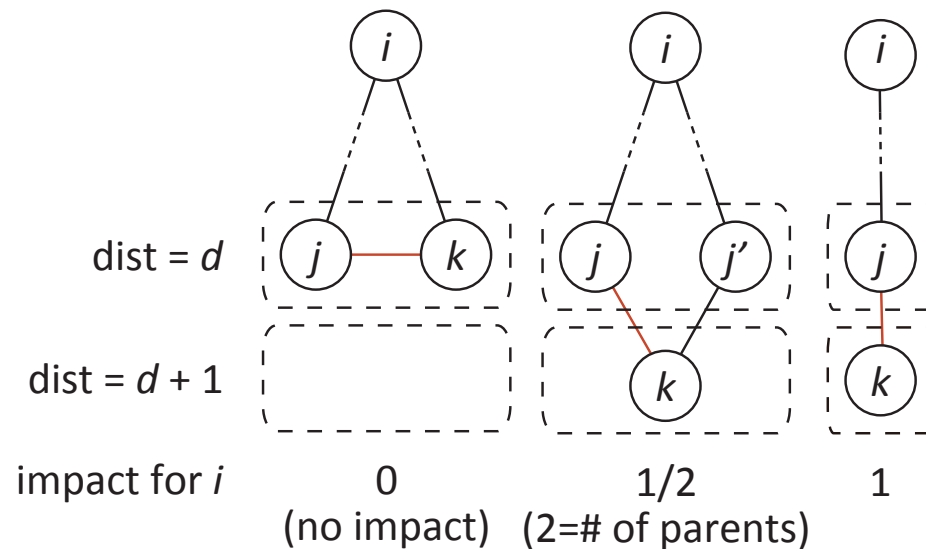 i i i
dist = d j k j j' j
dist = d + 1 k k
impact for i 0 1/2 1
(no impact) (2=# of parents)